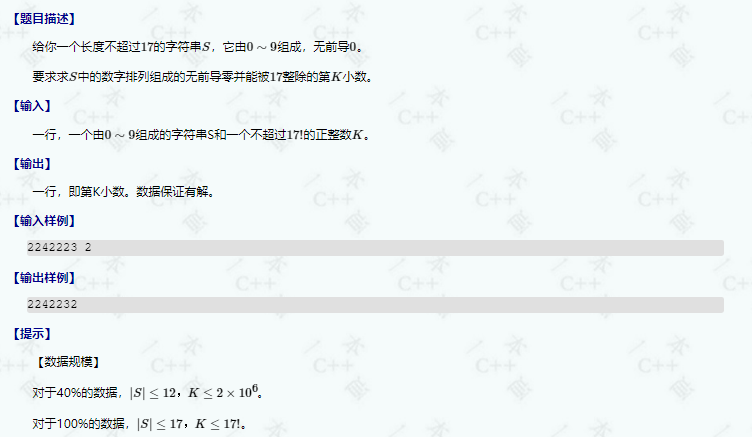 【题目描述】
给你一个长度不超过17的字符串S，它由0∼9组成，无前导0。
要求求S中的数字排列组成的无前导零并能被17整除的第K小数。
【输入】
一行，一个由0∼9组成的字符串S和一个不超过17!的正整数K。
【输出】
一行，即第K小数。数据保证有解。
【输入样例】
2242223 2
【输出样例】
2242232
【提示】
【数据规模】
对于40%的数据，|S| ≤ 12，K ≤ 2 × 10^6。
对于100%的数据，|S| ≤ 17，K ≤ 17!。